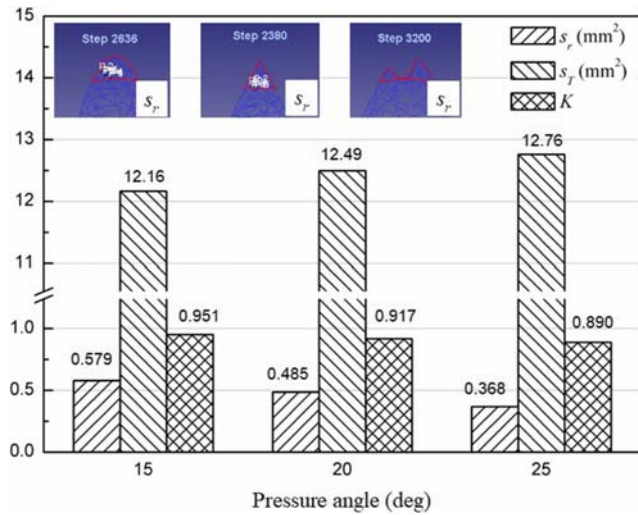 15
14
13
12
11
1.0
0.5
0.0
Step 2636
Step 2380
Step 3200
s_r
s_r
s_r
s_r (mm²)
s_T (mm²)
K
0.579
12.16
0.951
0.485
12.49
0.917
0.368
12.76
0.890
15
20
25
Pressure angle (deg)